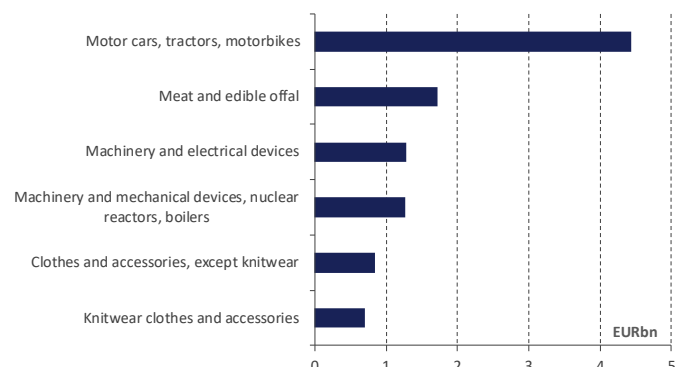 Motor cars, tractors, motorbikes
Meat and edible offal
Machinery and electrical devices
Machinery and mechanical devices, nuclear
reactors, boilers
Clothes and accessories, except knitwear
Knitwear clothes and accessories
EURbn
0 1 2 3 4 5